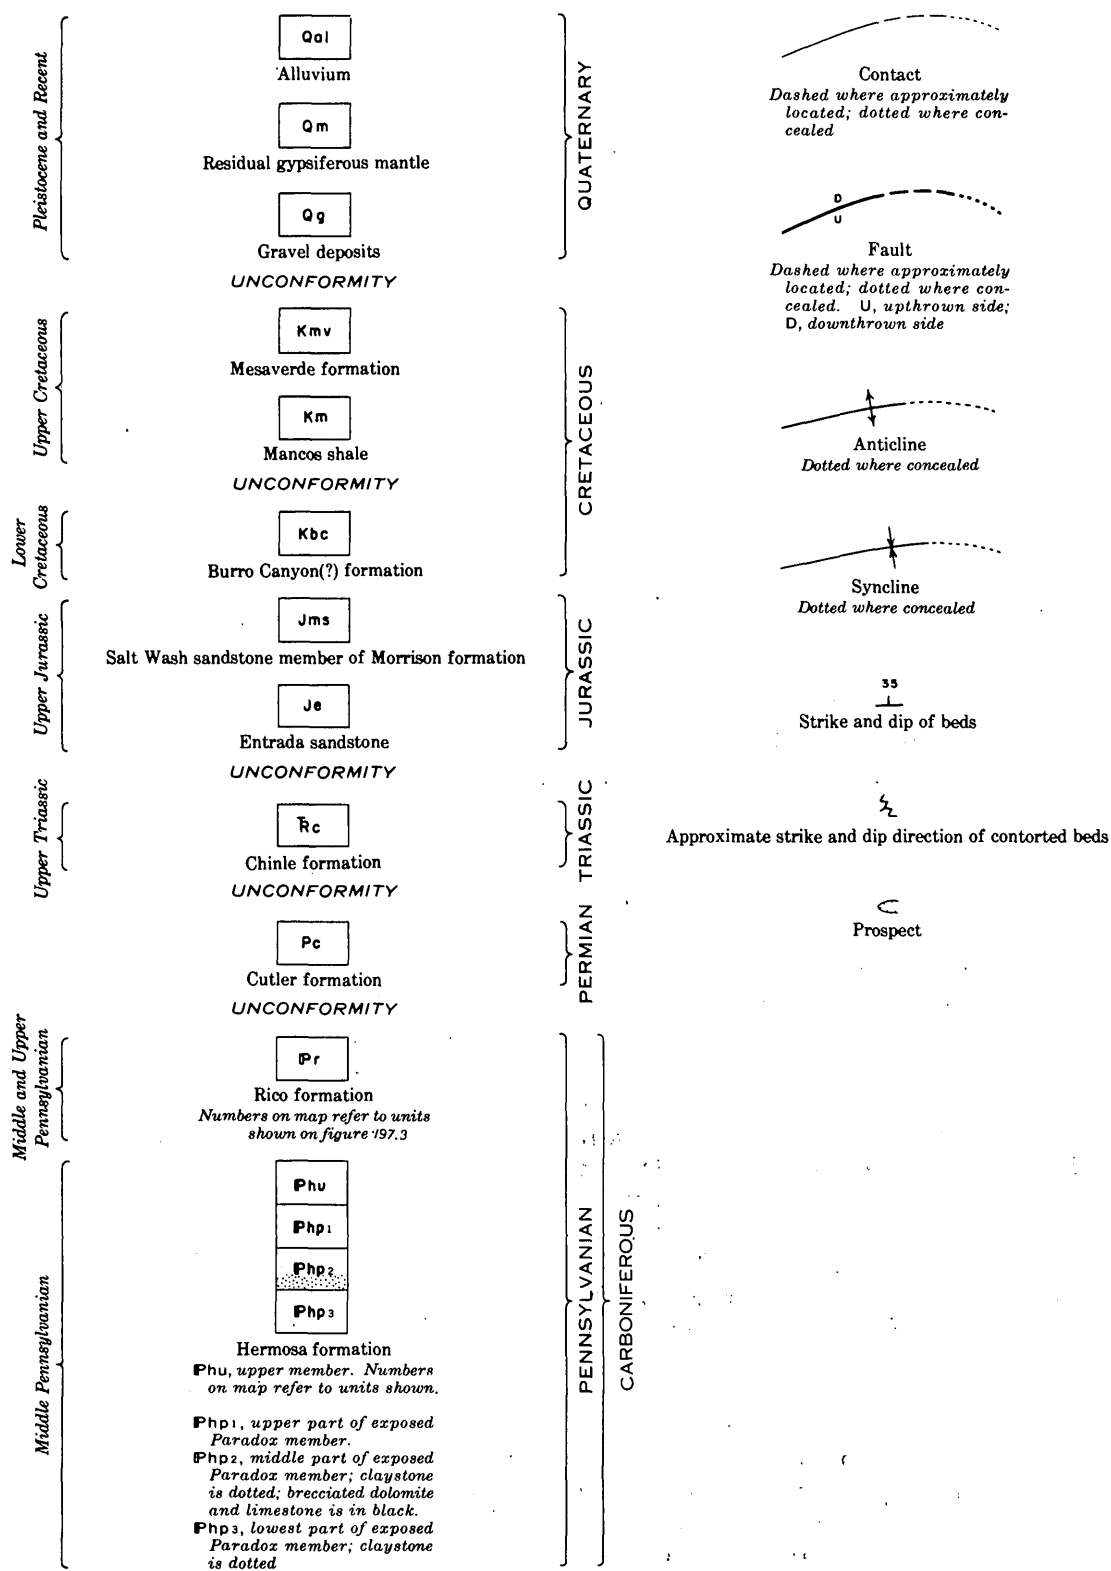 Pleistocene and Recent
Qal
Alluvium
Qm
Residual gypsiferous mantle
Qg
Gravel deposits
QUATERNARY
UNCONFORMITY
Upper Cretaceous
Kmv
Mesaverde formation
Km
Mancos shale
UNCONFORMITY
Lower
Cretaceous
Kbc
Burro Canyon(?) formation
CRETACEOUS
Upper Jurassic
Jms
Salt Wash sandstone member of Morrison formation
Je
Entrada sandstone
JURASSIC
UNCONFORMITY
Upper Triassic
TRc
Chinle formation
TRIASSIC
UNCONFORMITY
Pc
Cutler formation
PERMIAN
UNCONFORMITY
Middle and Upper
Pennsylvanian
Pr
Rico formation
Numbers on map refer to units
shown on figure 197.3
Middle Pennsylvanian
Phu
Php1
Php2
Php3
Hermosa formation
Phu, upper member. Numbers
on map refer to units shown.
Php1, upper part of exposed
Paradox member.
Php2, middle part of exposed
Paradox member; claystone
is dotted; brecciated dolomite
and limestone is in black.
Php3, lowest part of exposed
Paradox member; claystone
is dotted
PENNSYLVANIAN
CARBONIFEROUS
Contact
Dashed where approximately
located; dotted where con-
cealed
D
U
Fault
Dashed where approximately
located; dotted where con-
cealed. U, upthrown side;
D, downthrown side
Anticline
Dotted where concealed
Syncline
Dotted where concealed
35
Strike and dip of beds
Approximate strike and dip direction of contorted beds
Prospect